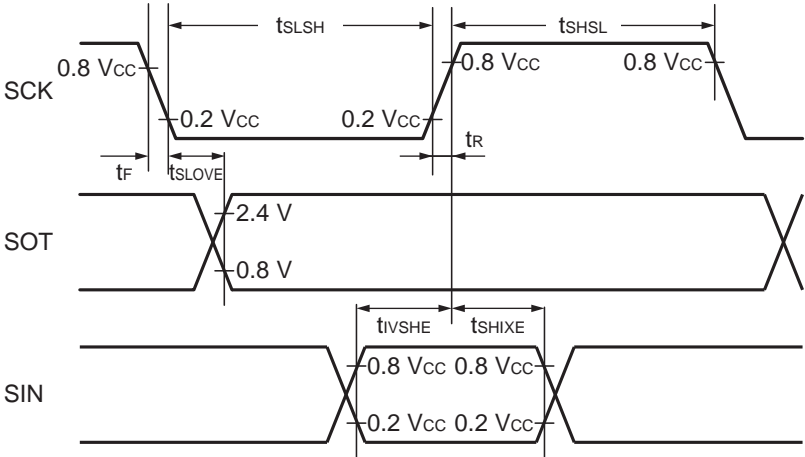 tSLSH
tSHSL
SCK
0.8 VCC
0.8 VCC
0.8 VCC
0.2 VCC
0.2 VCC
tF
tSLOVE
tR
SOT
2.4 V
0.8 V
tIVSHE
tSHIXE
SIN
0.8 VCC
0.8 VCC
0.2 VCC
0.2 VCC